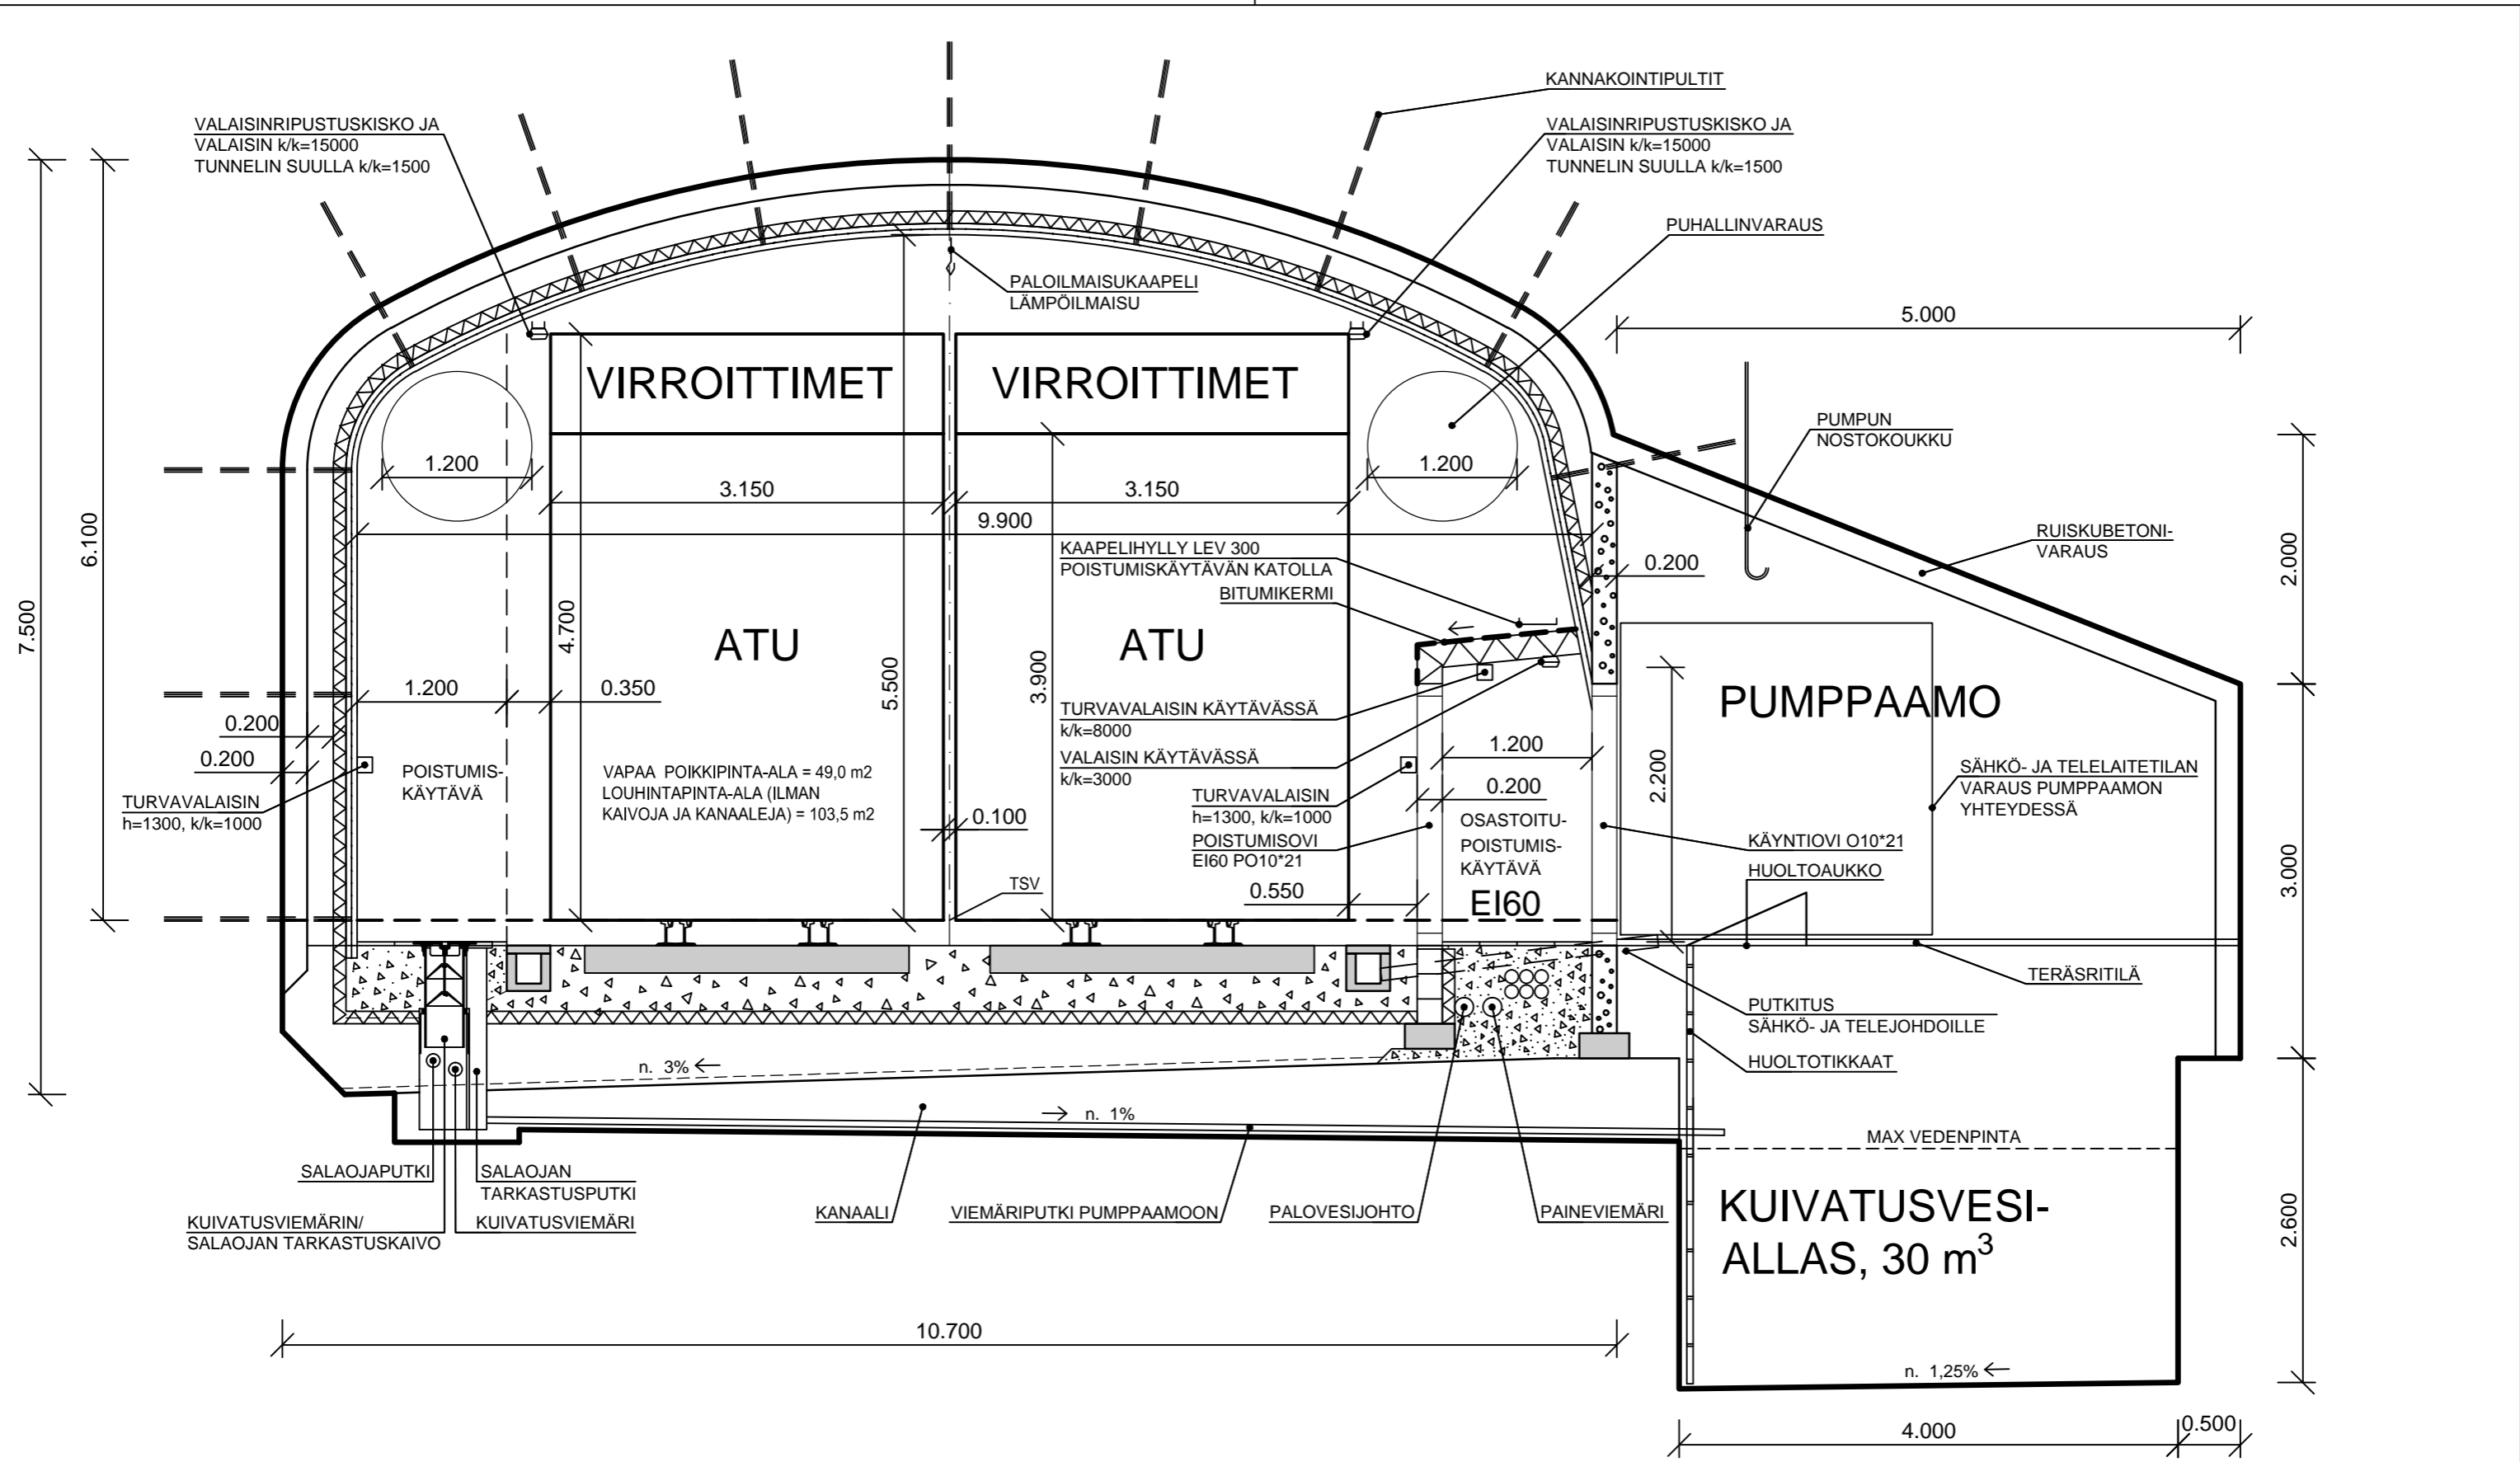 KANNAKOINTIPULTIT
VALAISINRIPUSTUSKISKO JA
VALAISIN k/k=15000
TUNNELIN SUULLA k/k=1500
VALAISINRIPUSTUSKISKO JA
VALAISIN k/k=15000
TUNNELIN SUULLA k/k=1500
PUHALLINVARAUS
PALOILMAISUKAAPELI
LÄMPÖILMAISU
5.000
VIRROITTIMET
VIRROITTIMET
PUMPUN
NOSTOKOUKKU
1.200
3.150
3.150
1.200
9.900
6.100
7.500
KAAPELIHYLLY LEV 300
POISTUMISKÄYTÄVÄN KATOLLA
BITUMIKERMI
0.200
RUISKUBETONI-
VARAUS
2.000
4.700
ATU
5.500
3.900
ATU
PUMPPAAMO
1.200
0.350
0.200
0.200
TURVAVALAISIN KÄYTÄVÄSSÄ
k/k=8000
VALAISIN KÄYTÄVÄSSÄ
k/k=3000
1.200
2.200
POISTUMIS-
KÄYTÄVÄ
VAPAA POIKKIPINTA-ALA = 49,0 m2
LOUHINTAPINTA-ALA (ILMAN
KAIVOJA JA KANAALEJA) = 103,5 m2
TURVAVALAISIN
h=1300, k/k=1000
0.100
TURVAVALAISIN
h=1300, k/k=1000
0.200
POISTUMISOVI
EI60 PO10*21
OSASTOITU-
POISTUMIS-
KÄYTÄVÄ
EI60
SÄHKÖ- JA TELELAITETILAN
VARAUS PUMPPAAMON
YHTEYDESSÄ
KÄYNTIOVI O10*21
HUOLTOAUKKO
3.000
TSV
0.550
TERÄSRITILÄ
PUTKITUS
SÄHKÖ- JA TELEJOHDOILLE
HUOLTOTIKKAAT
n. 3%
n. 1%
MAX VEDENPINTA
SALAOJAPUTKI
SALAOJAN
TARKASTUSPUTKI
KUIVATUSVIEMÄRIN/
SALAOJAN TARKASTUSKAIVO
KUIVATUSVIEMÄRI
KANAALI
VIEMÄRIPUTKI PUMPPAAMOON
PALOVESIJOHTO
PAINEVIEMÄRI
KUIVATUSVESI-
ALLAS, 30 m³
2.600
10.700
n. 1,25%
4.000
0.500